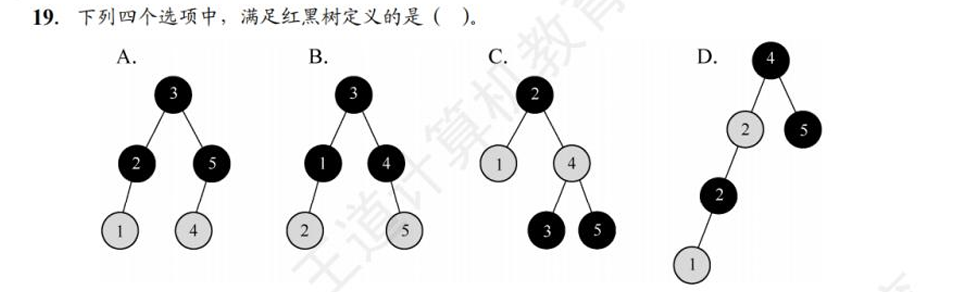 19. 下列四个选项中，满足红黑树定义的是（ ）。
A. B. C. D.
3 3 2 4
2 5 1 4 1 4 2 5
1 4 2 5 3 5 2
1
王道计算机教育